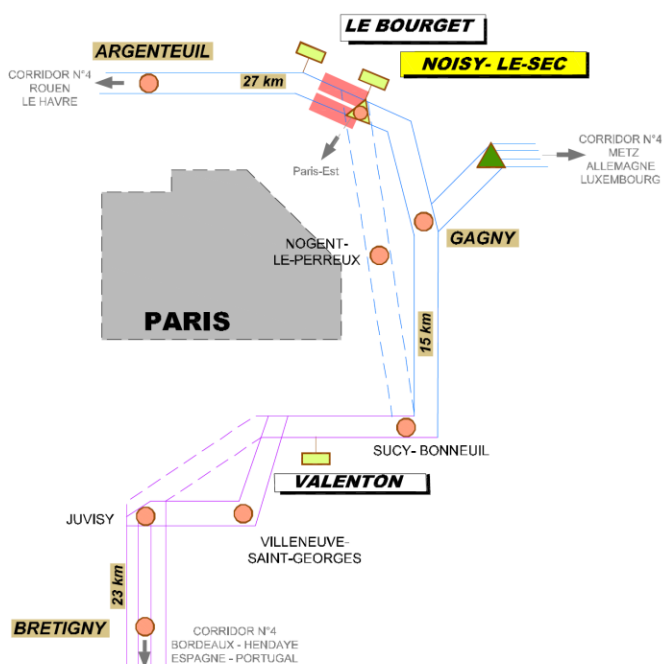 LE BOURGET
ARGENTEUIL
NOISY- LE-SEC
CORRIDOR N°4
ROUEN
LE HAVRE
27 km
CORRIDOR N°4
METZ
ALLEMAGNE
LUXEMBOURG
Paris-Est
NOGENT-
LE-PERREUX
GAGNY
PARIS
15 km
SUCY- BONNEUIL
VALENTON
JUVISY
VILLENEUVE-
SAINT-GEORGES
23 km
BRETIGNY
CORRIDOR N°4
BORDEAUX - HENDAYE
ESPAGNE - PORTUGAL